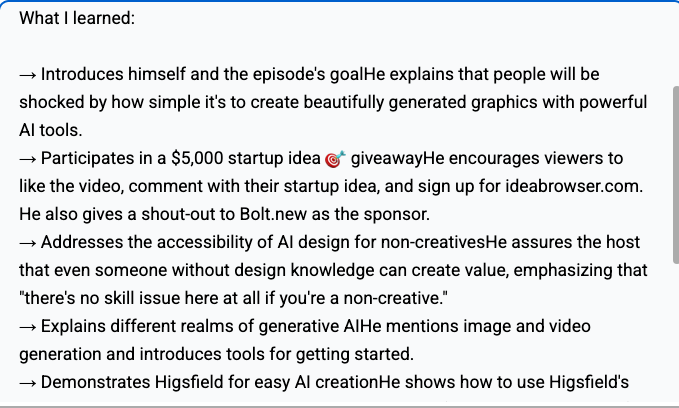 What I learned:
→ Introduces himself and the episode's goalHe explains that people will be
shocked by how simple it's to create beautifully generated graphics with powerful
AI tools.
→ Participates in a $5,000 startup idea 🎯 giveawayHe encourages viewers to
like the video, comment with their startup idea, and sign up for ideabrowser.com.
He also gives a shout-out to Bolt.new as the sponsor.
→ Addresses the accessibility of AI design for non-creativesHe assures the host
that even someone without design knowledge can create value, emphasizing that
"there's no skill issue here at all if you're a non-creative."
→ Explains different realms of generative AIHe mentions image and video
generation and introduces tools for getting started.
→ Demonstrates Higsfield for easy AI creationHe shows how to use Higsfield's